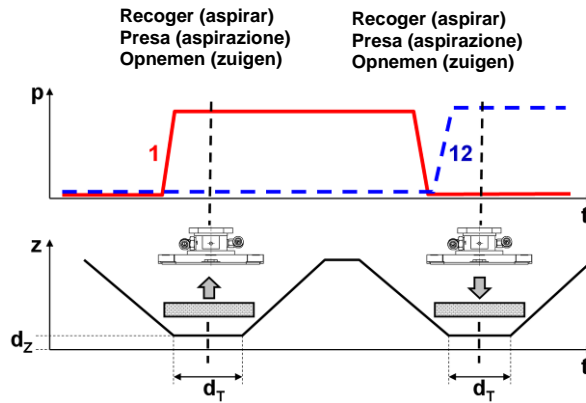 Recoger (aspirar)
Presa (aspirazione)
Opnemen (zuigen)
Recoger (aspirar)
Presa (aspirazione)
Opnemen (zuigen)
p
1
12
t
z
dZ
t
dT
dT